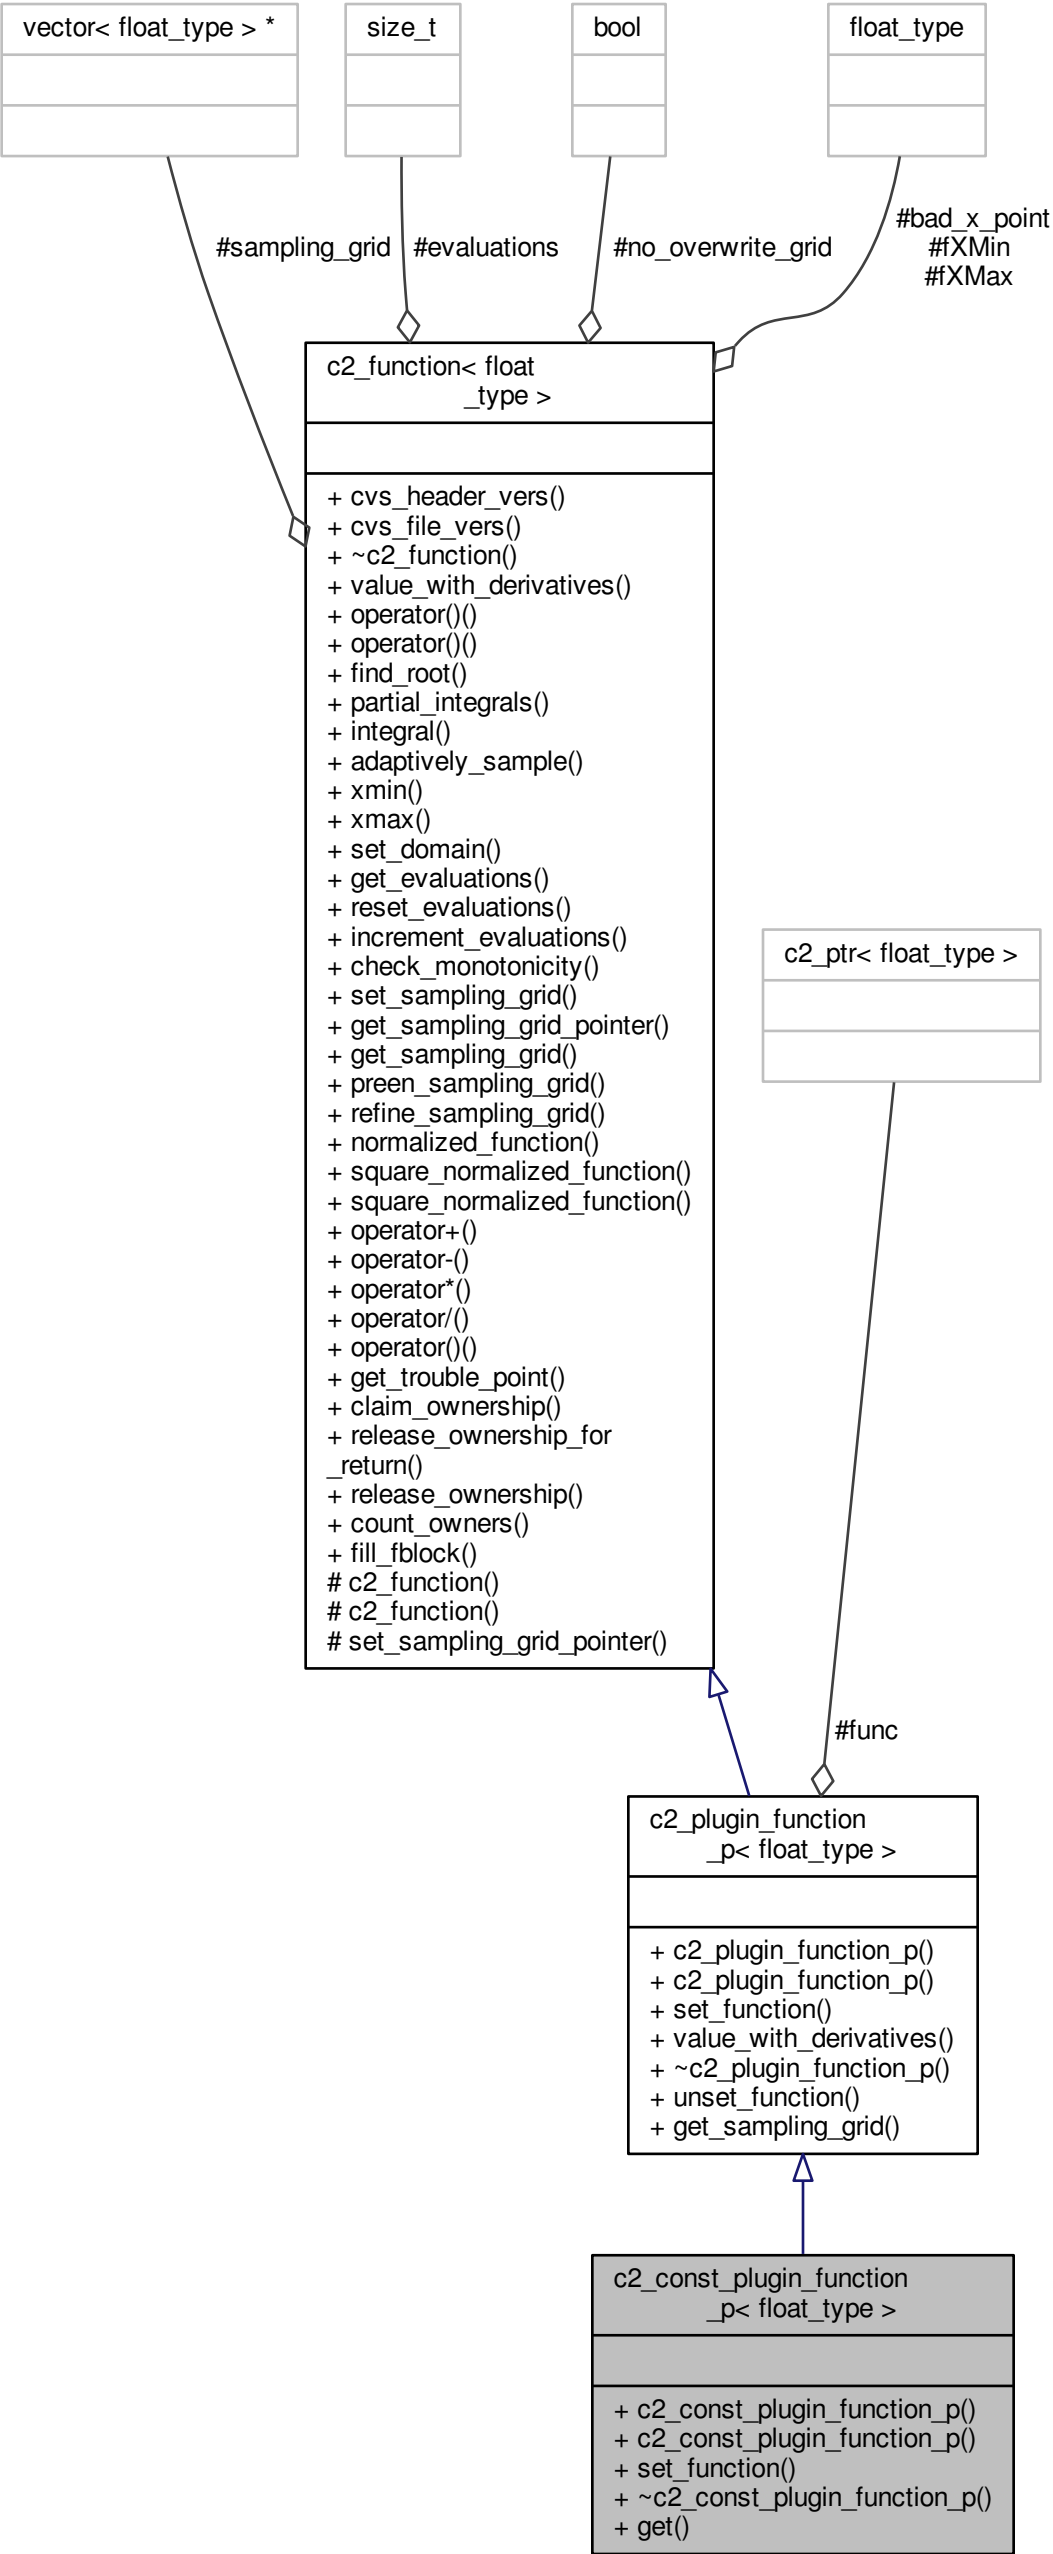 vector< float_type > *
size_t
bool
float_type
#sampling_grid
#evaluations
#no_overwrite_grid
#bad_x_point
#fXMin
#fXMax
c2_function< float
_type >
+ cvs_header_vers()
+ cvs_file_vers()
+ ~c2_function()
+ value_with_derivatives()
+ operator()()
+ operator()()
+ find_root()
+ partial_integrals()
+ integral()
+ adaptively_sample()
+ xmin()
+ xmax()
+ set_domain()
+ get_evaluations()
+ reset_evaluations()
+ increment_evaluations()
+ check_monotonicity()
+ set_sampling_grid()
+ get_sampling_grid_pointer()
+ get_sampling_grid()
+ preen_sampling_grid()
+ refine_sampling_grid()
+ normalized_function()
+ square_normalized_function()
+ square_normalized_function()
+ operator+()
+ operator-()
+ operator*()
+ operator/()
+ operator()()
+ get_trouble_point()
+ claim_ownership()
+ release_ownership_for
_return()
+ release_ownership()
+ count_owners()
+ fill_fblock()
# c2_function()
# c2_function()
# set_sampling_grid_pointer()
c2_ptr< float_type >
#func
c2_plugin_function
_p< float_type >
+ c2_plugin_function_p()
+ c2_plugin_function_p()
+ set_function()
+ value_with_derivatives()
+ ~c2_plugin_function_p()
+ unset_function()
+ get_sampling_grid()
c2_const_plugin_function
_p< float_type >
+ c2_const_plugin_function_p()
+ c2_const_plugin_function_p()
+ set_function()
+ ~c2_const_plugin_function_p()
+ get()